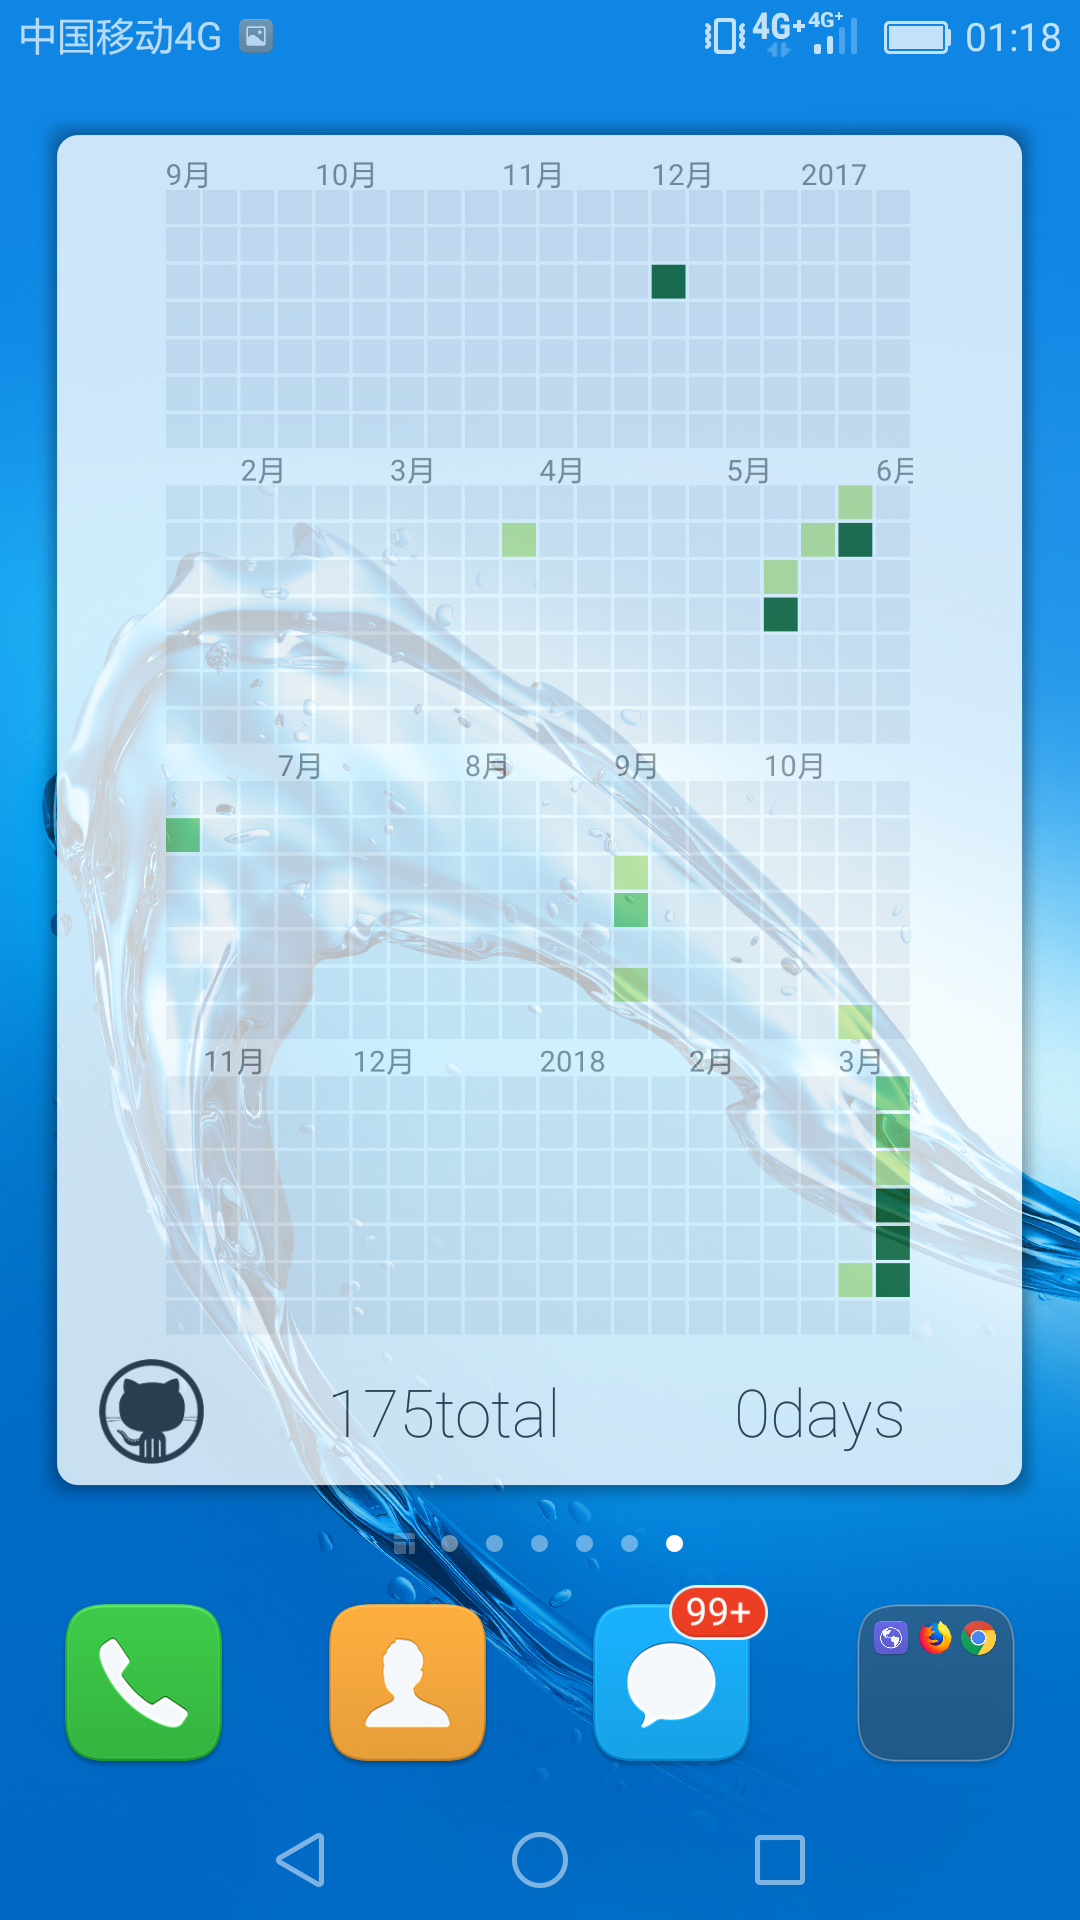 中国移动4G 4G+ 4G+ 01:18
9月 10月 11月 12月 2017
2月 3月 4月 5月 6月
7月 8月 9月 10月
11月 12月 2018 2月 3月
175total 0days
99+